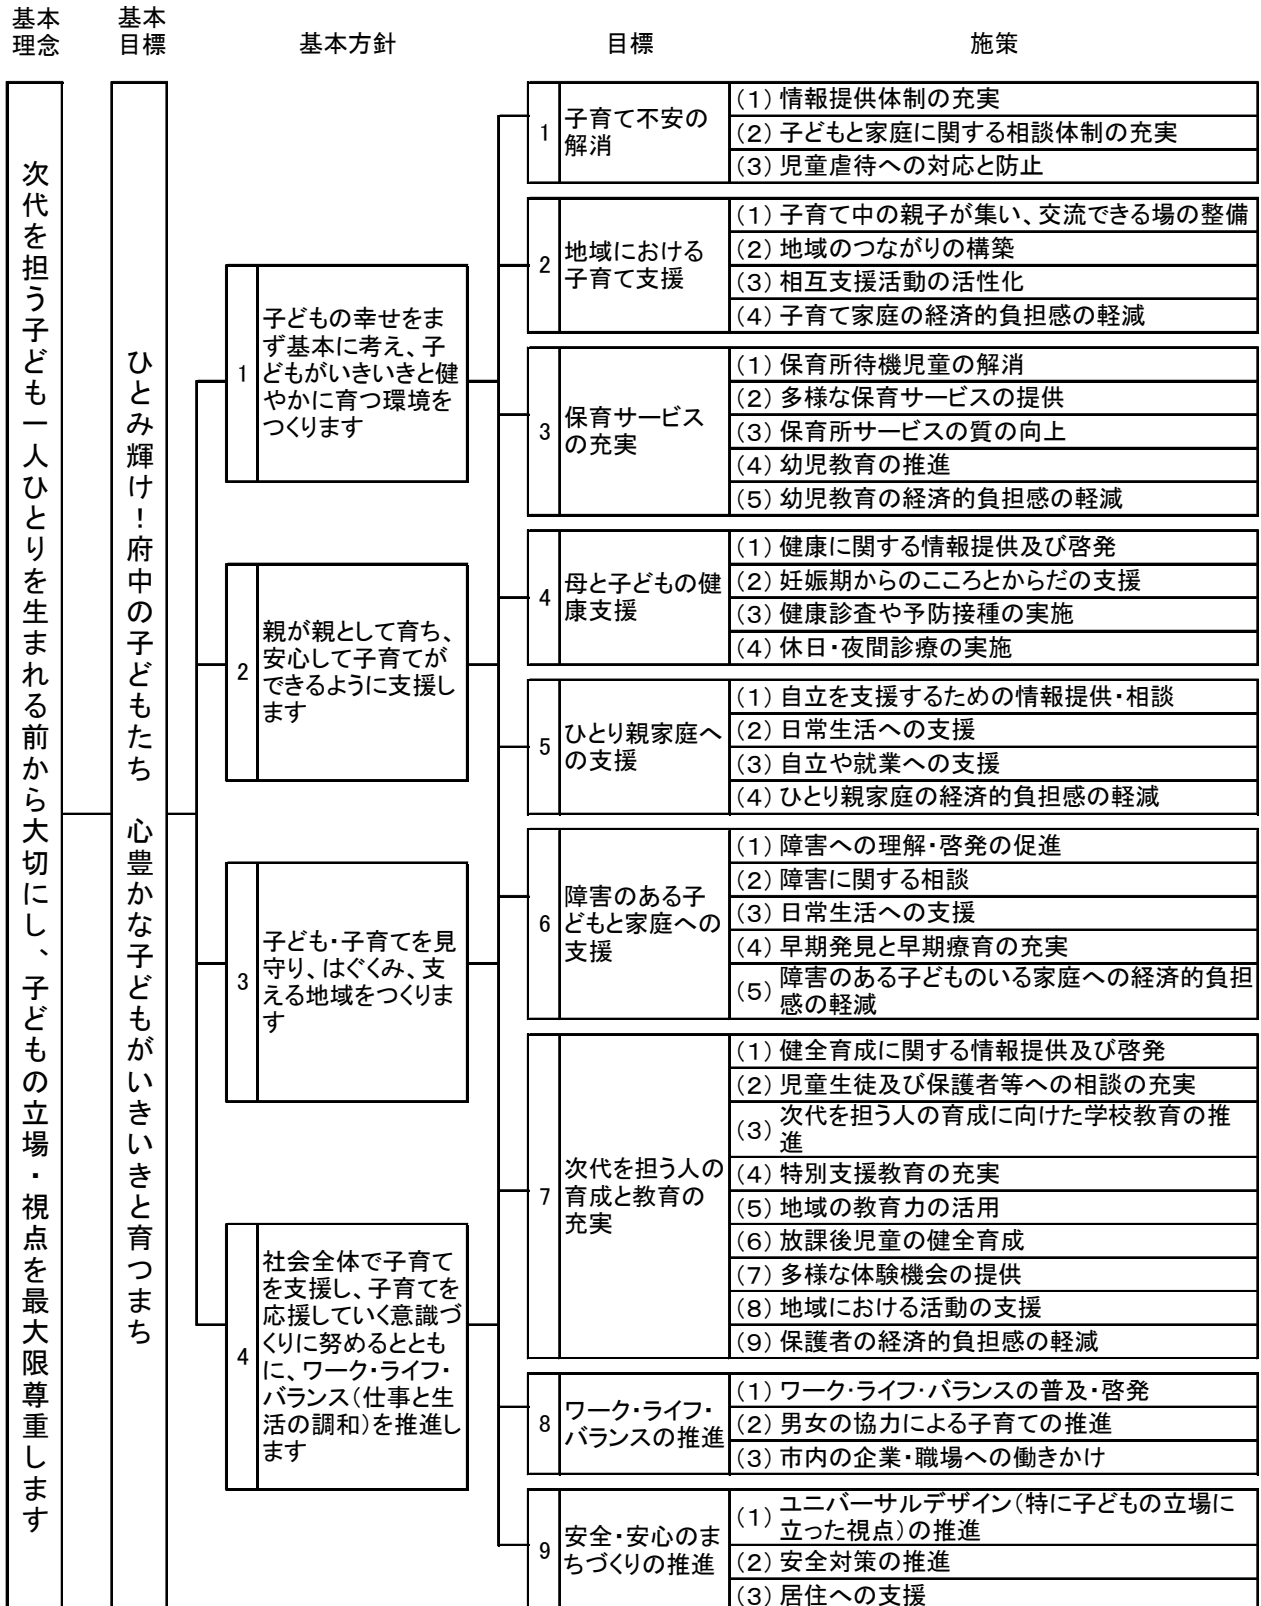 基本
理念
基本
目標
基本方針
目標
施策
次代を担う子ども一人ひとりを生まれる前から大切にし、子どもの立場・視点を最大限尊重します
ひとみ輝け！府中の子どもたち　心豊かな子どもがいきいきと育つまち
1
子どもの幸せをま
ず基本に考え、子
どもがいきいきと健
やかに育つ環境を
つくります
2
親が親として育ち、
安心して子育てが
できるように支援し
ます
3
子ども・子育てを見
守り、はぐくみ、支
える地域をつくりま
す
4
社会全体で子育て
を支援し、子育てを
応援していく意識づ
くりに努めるととも
に、ワーク・ライフ・
バランス（仕事と生
活の調和）を推進し
ます
1
子育て不安の
解消
（1）情報提供体制の充実
（2）子どもと家庭に関する相談体制の充実
（3）児童虐待への対応と防止
2
地域における
子育て支援
（1）子育て中の親子が集い、交流できる場の整備
（2）地域のつながりの構築
（3）相互支援活動の活性化
（4）子育て家庭の経済的負担感の軽減
3
保育サービス
の充実
（1）保育所待機児童の解消
（2）多様な保育サービスの提供
（3）保育所サービスの質の向上
（4）幼児教育の推進
（5）幼児教育の経済的負担感の軽減
4
母と子どもの健
康支援
（1）健康に関する情報提供及び啓発
（2）妊娠期からのこころとからだの支援
（3）健康診査や予防接種の実施
（4）休日・夜間診療の実施
5
ひとり親家庭へ
の支援
（1）自立を支援するための情報提供・相談
（2）日常生活への支援
（3）自立や就業への支援
（4）ひとり親家庭の経済的負担感の軽減
6
障害のある子
どもと家庭への
支援
（1）障害への理解・啓発の促進
（2）障害に関する相談
（3）日常生活への支援
（4）早期発見と早期療育の充実
（5）障害のある子どものいる家庭への経済的負担
感の軽減
7
次代を担う人の
育成と教育の
充実
（1）健全育成に関する情報提供及び啓発
（2）児童生徒及び保護者等への相談の充実
（3）次代を担う人の育成に向けた学校教育の推
進
（4）特別支援教育の充実
（5）地域の教育力の活用
（6）放課後児童の健全育成
（7）多様な体験機会の提供
（8）地域における活動の支援
（9）保護者の経済的負担感の軽減
8
ワーク・ライフ・
バランスの推進
（1）ワーク・ライフ・バランスの普及・啓発
（2）男女の協力による子育ての推進
（3）市内の企業・職場への働きかけ
9
安全・安心のま
ちづくりの推進
（1）ユニバーサルデザイン（特に子どもの立場に
立った視点）の推進
（2）安全対策の推進
（3）居住への支援